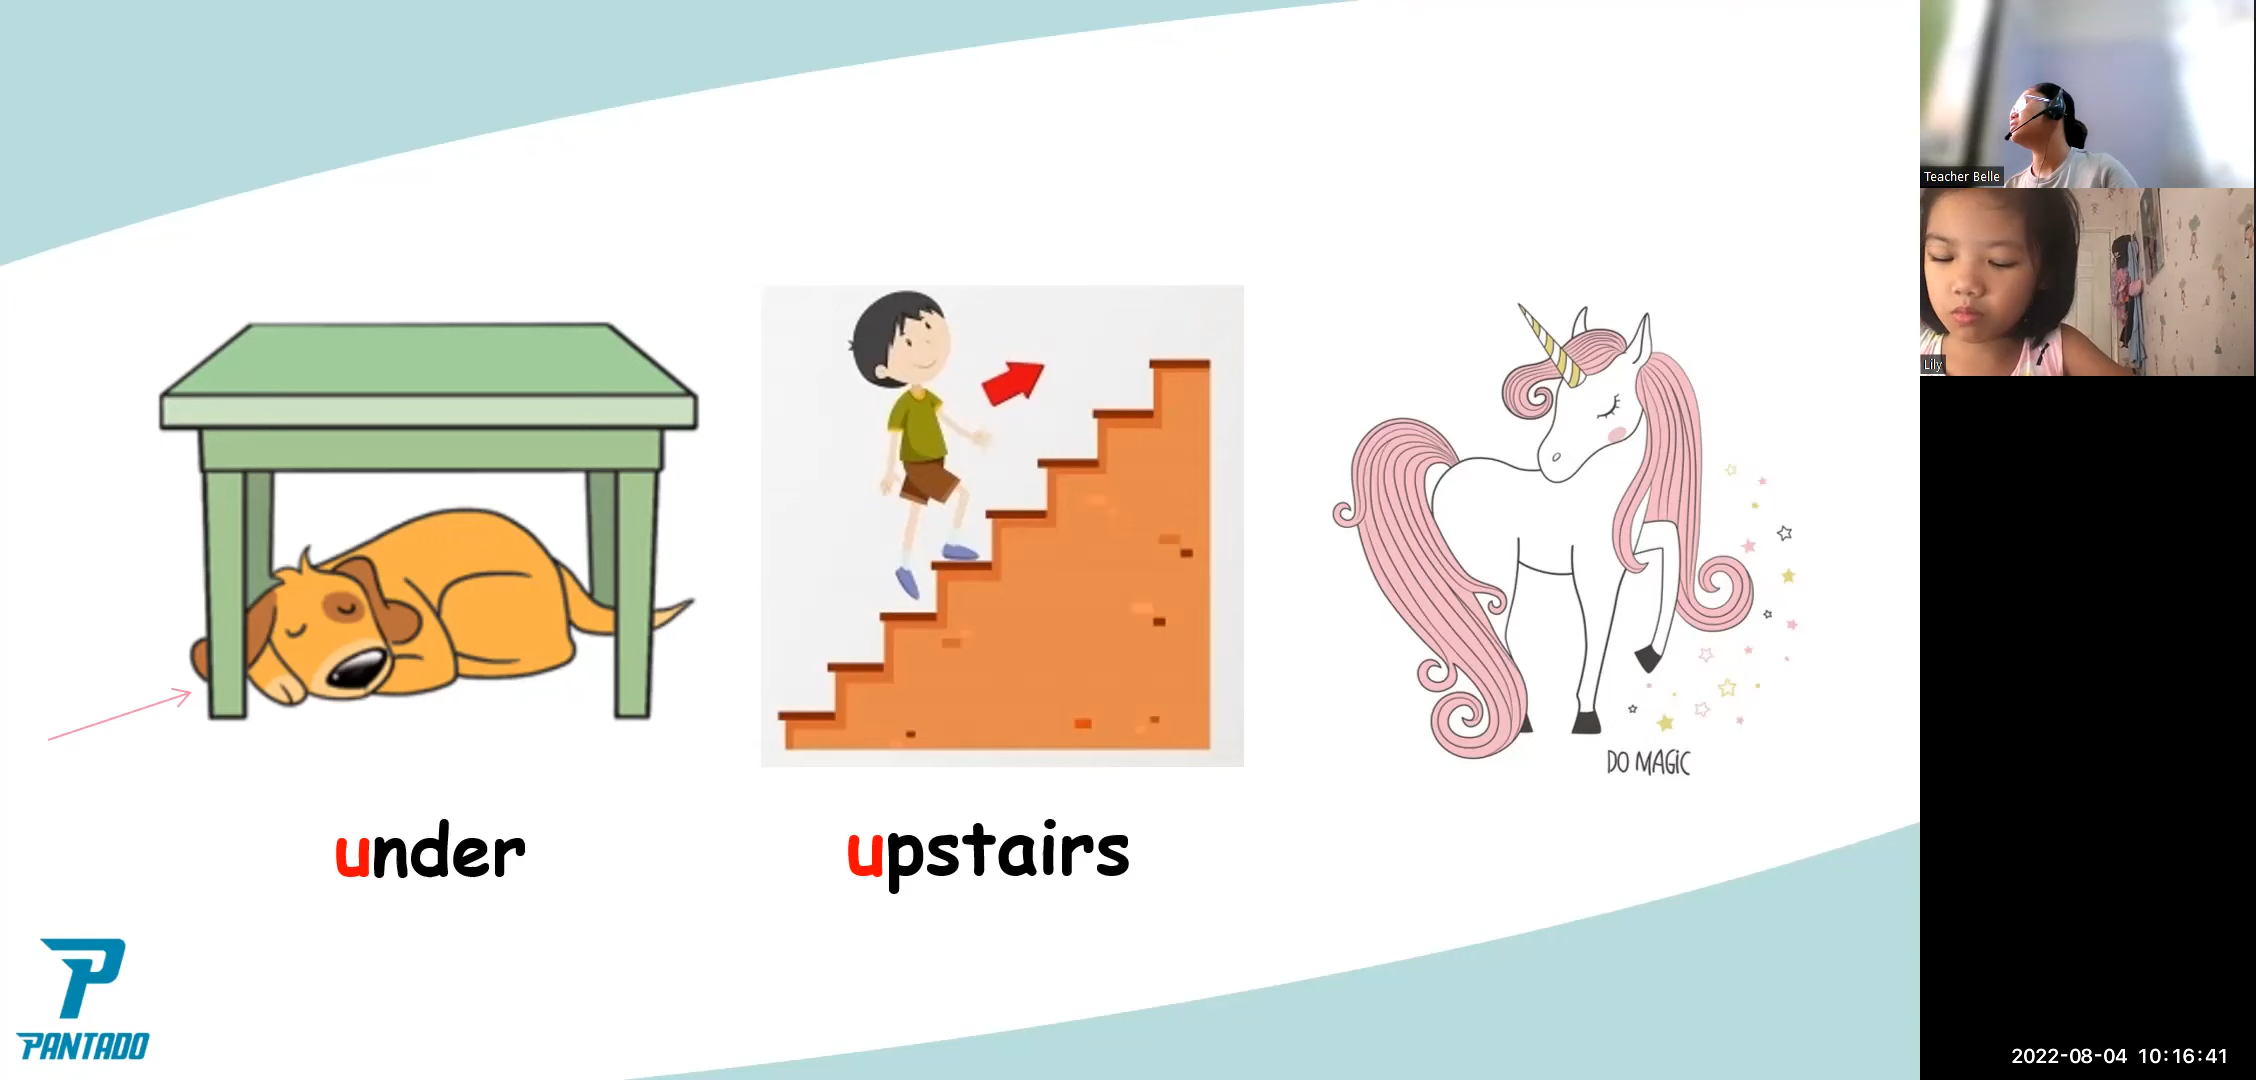 Teacher Belle
Lily
DO MAGIC
under
upstairs
PANTADO
2022-08-04 10:16:41